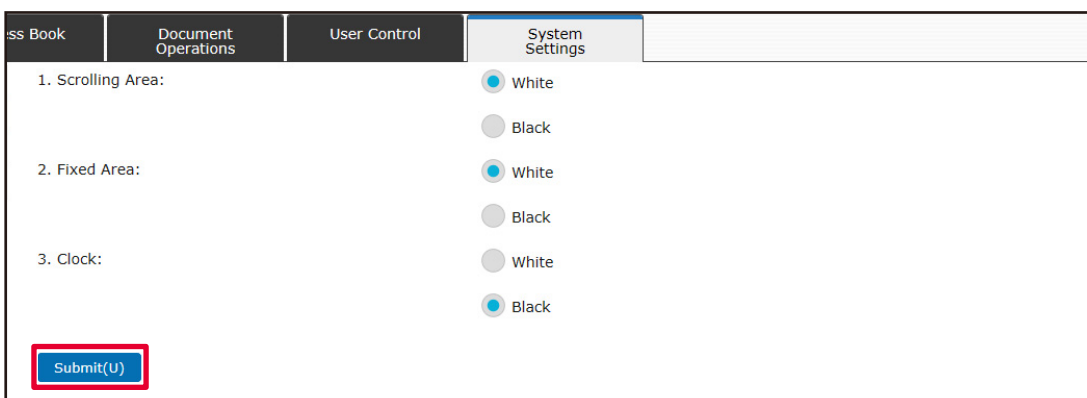 ss Book
Document
Operations
User Control
System
Settings
1. Scrolling Area:
White
Black
2. Fixed Area:
White
Black
3. Clock:
White
Black
Submit(U)